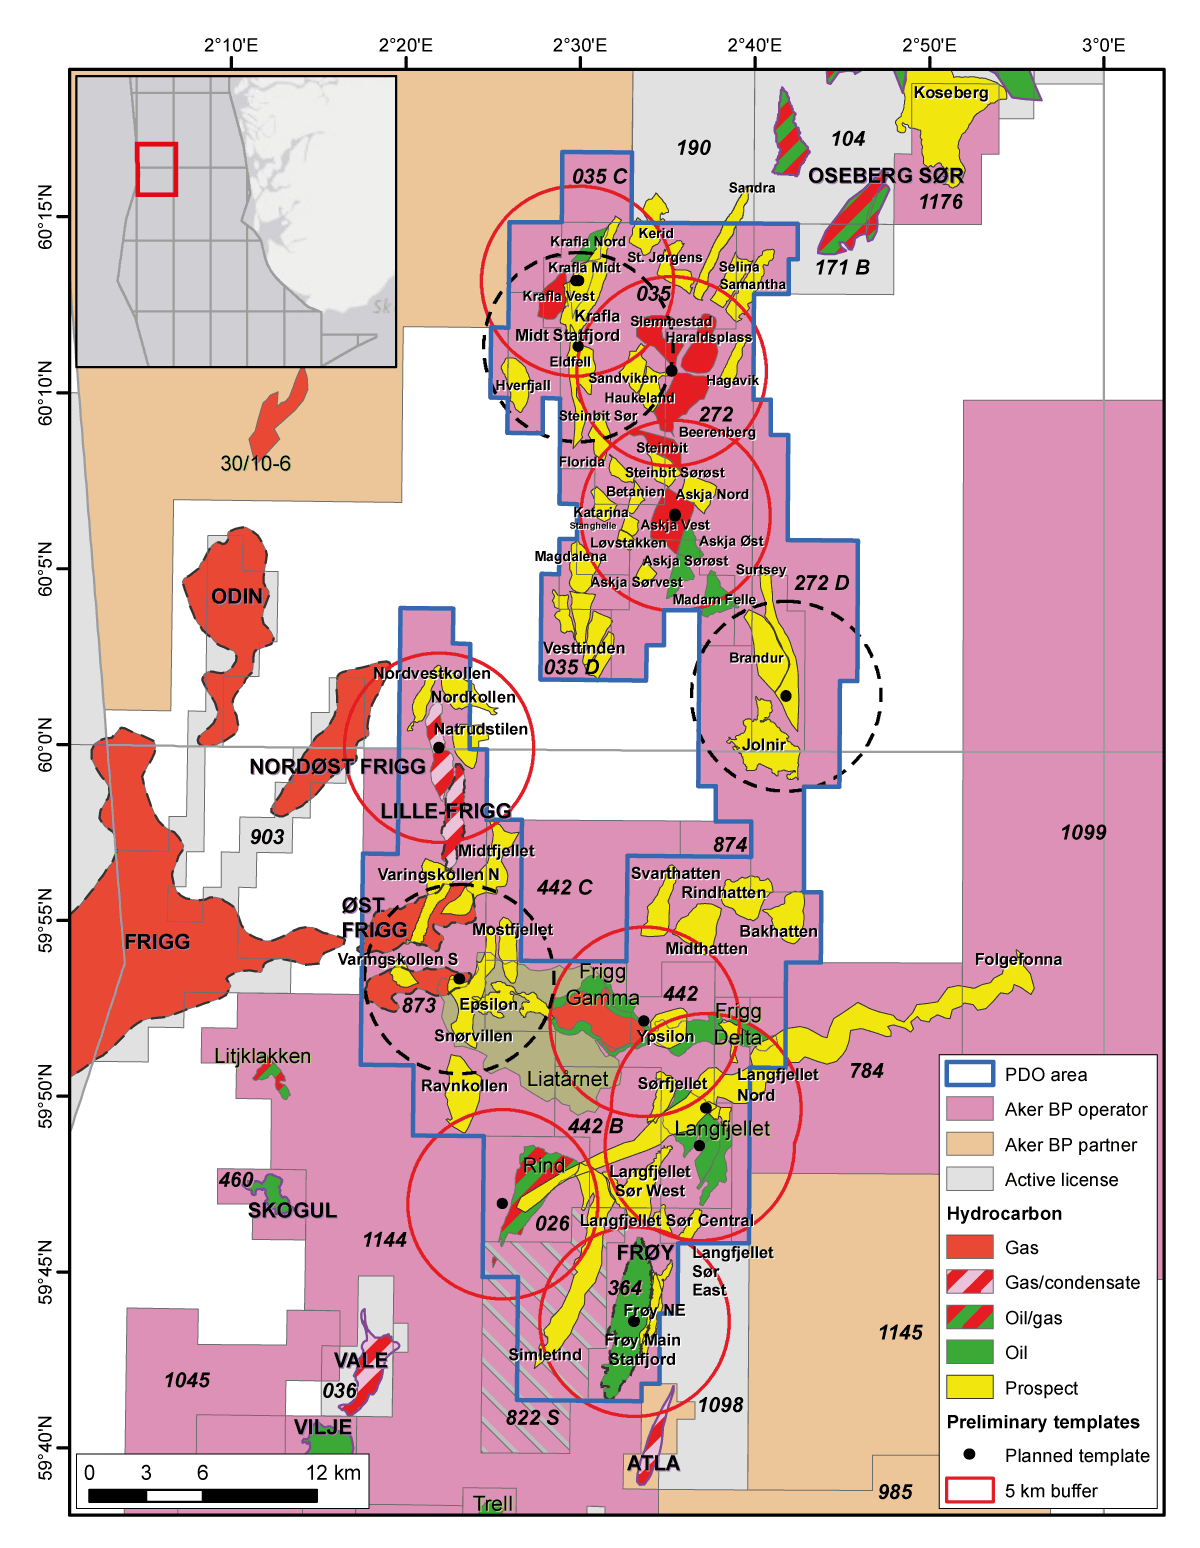 2°10'E
2°20'E
2°30'E
2°40'E
2°50'E
3°0'E
60°15'N
60°10'N
60°5'N
60°0'N
59°55'N
59°50'N
59°45'N
59°40'N
Sk
Koseberg
104
190
OSEBERG SØR
1176
171 B
035 C
Sandra
Kerid
Krafla Nord
St. Jørgens
Krafla Midt
Selina
Samantha
Krafla Vest
035
Krafla
Midt Statfjord
Slemmestad
Haraldsplass
Eldfell
Hverfjall
Sandviken
Hagavik
Haukeland
Steinbit Sør
272
Beerenberg
Steinbit
Florida
Steinbit Sørøst
Betanien
Askja Nord
Katarina
Stanghelle
Askja Vest
Løvstakken
Askja Øst
Magdalena
Askja Sørøst
Surtsey
Askja Sørvest
272 D
Madam Felle
Vesttinden
035 D
Brandur
Jolnir
30/10-6
ODIN
Nordvestkollen
Nordkollen
Natrudstilen
NORDØST FRIGG
LILLE-FRIGG
903
Midtfjellet
874
1099
Varingskollen N
442 C
Svarthatten
Rindhatten
ØST
FRIGG
FRIGG
Mostfjellet
Bakhatten
Midthatten
Varingskollen S
Folgefonna
Frigg
Gamma
873
Epsilon
442
Frigg
Delta
Snørvillen
Ypsilon
Litjklakken
Liatårnet
Ravnkollen
Sørfjellet
Langfjellet
Nord
784
442 B
Langfjellet
Rind
Langfjellet
Sør West
460
SKOGUL
026
Langfjellet Sør Central
1144
FRØY
Langfjellet
Sør
East
364
Frøy NE
Frøy Main
Statfjord
Simletind
1145
VALE
1045
036
1098
822 S
VILJE
ATLA
985
Trell
0 3 6 12 km
PDO area
Aker BP operator
Aker BP partner
Active license
Hydrocarbon
Gas
Gas/condensate
Oil/gas
Oil
Prospect
Preliminary templates
Planned template
5 km buffer